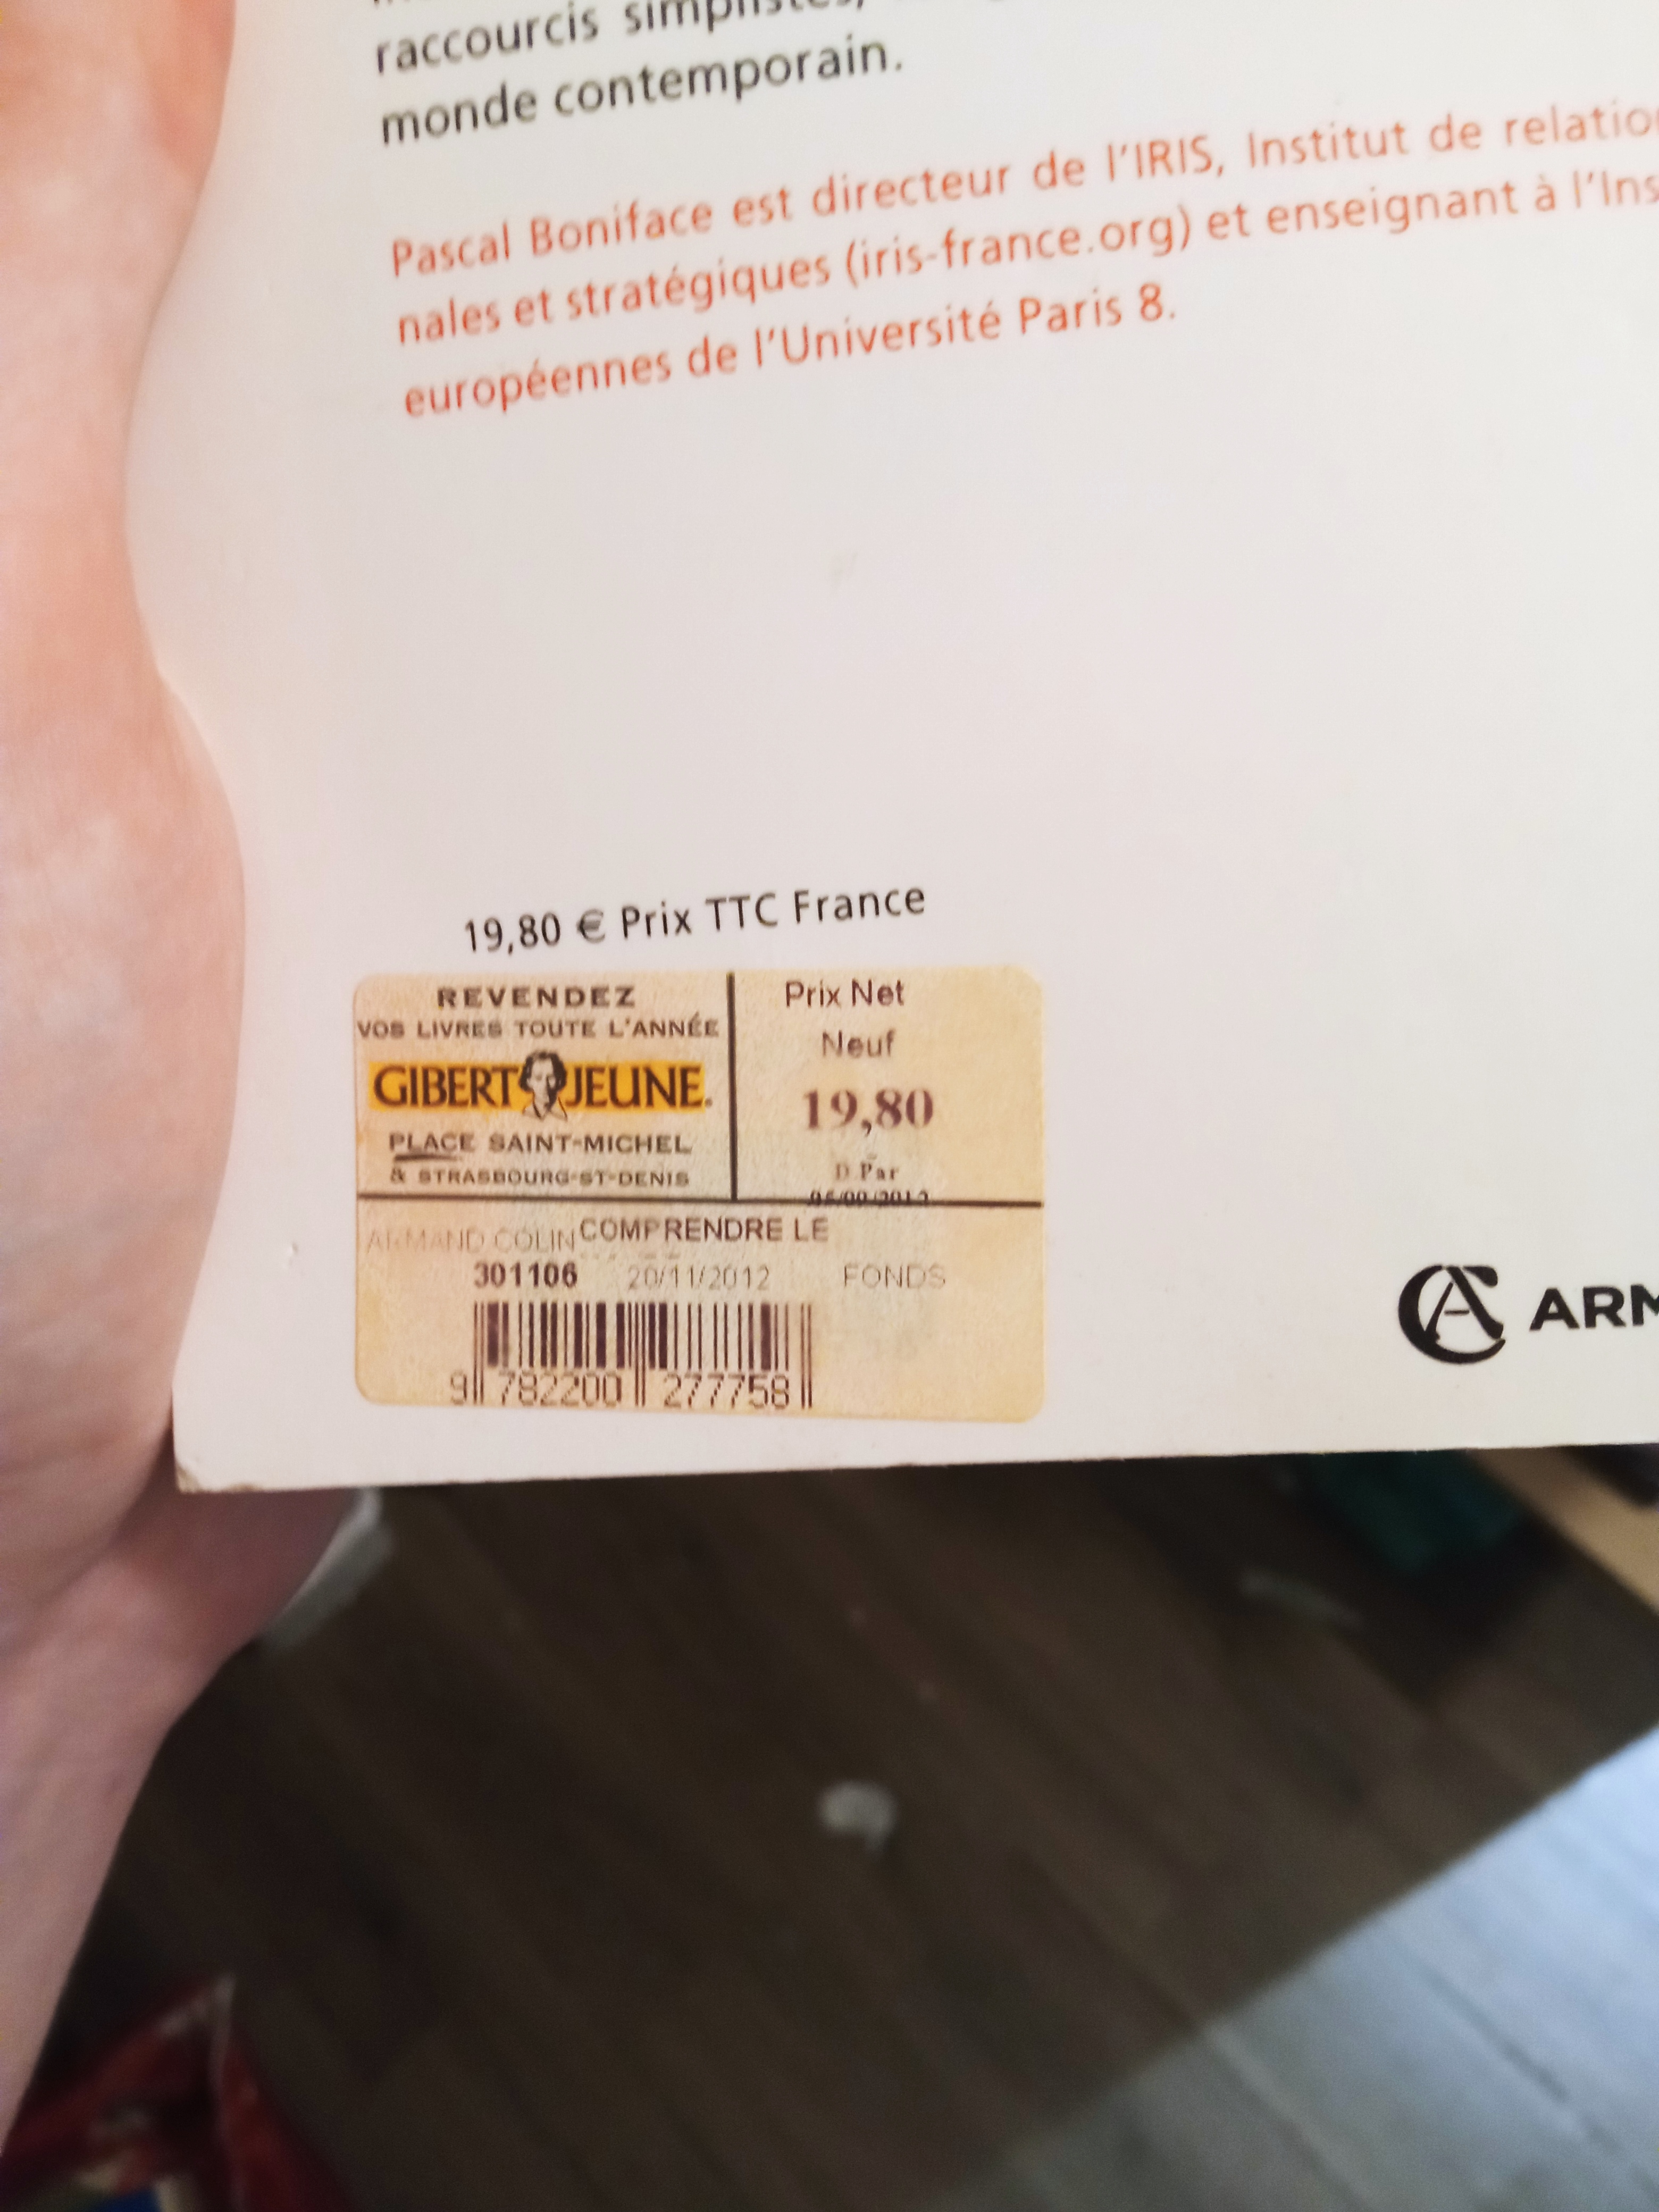 raccourcis simplistes,
monde contemporain.
Pascal Boniface est directeur de l'IRIS, Institut de relatio
nales et stratégiques (iris-france.org) et enseignant à l'Ins
européennes de l'Université Paris 8.
19,80 € Prix TTC France
REVENDEZ
VOS LIVRES TOUTE L'ANNÉE
GIBERT JEUNE
PLACE SAINT-MICHEL
& STRASBOURG-ST-DENIS
Prix Net
Neuf
19,80
D Par
ARMAND COLIN COMPRENDRE LE
301106 20/11/2012 FONDS
9 782200 277758
CA ARM